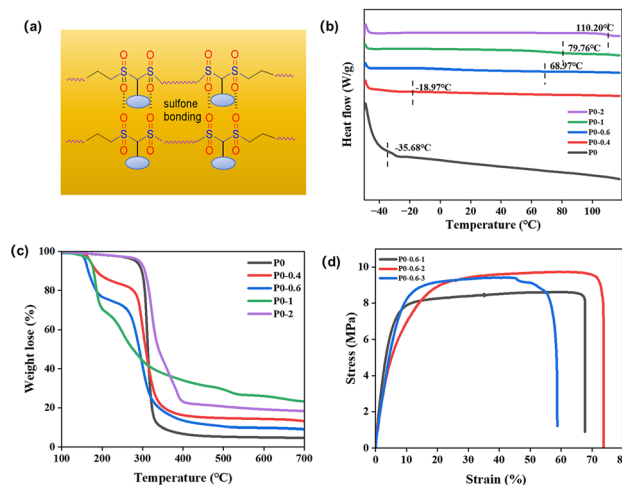 (a)
O O O O
S S S S
O O O O
sulfone
bonding
O O O O
S S S S
O O O O
(b)
Heat flow (W/g)
110.20℃
79.76℃
68.97℃
-18.97℃
-35.68℃
P0-2
P0-1
P0-0.6
P0-0.4
P0
-40 -20 0 20 40 60 80 100
Temperature (℃)
(c)
Weight loss (%)
100
80
60
40
20
0
P0
P0-0.4
P0-0.6
P0-1
P0-2
100 200 300 400 500 600 700
Temperature (℃)
(d)
Stress (MPa)
10
8
6
4
2
0
P0-0.6-1
P0-0.6-2
P0-0.6-3
0 10 20 30 40 50 60 70 80
Strain (%)